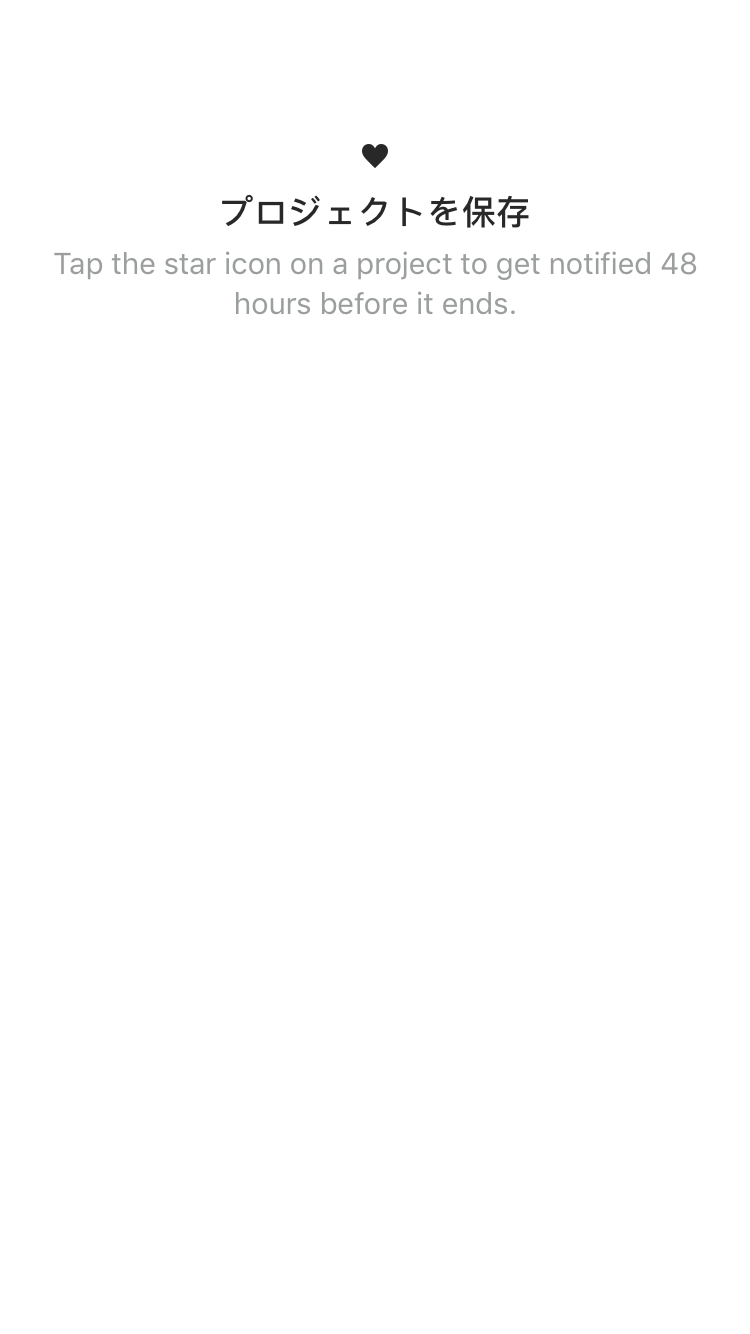 プロジェクトを保存
Tap the star icon on a project to get notified 48
hours before it ends.